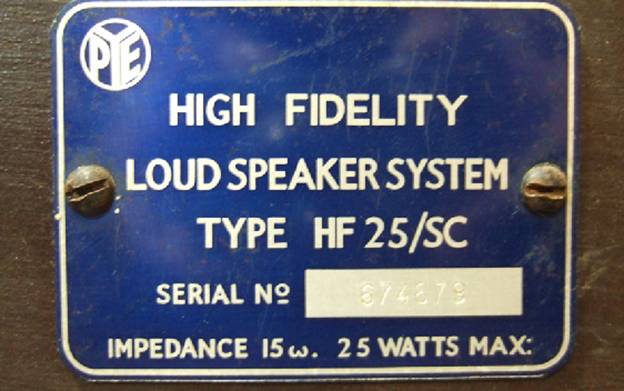 PYE
HIGH FIDELITY
LOUD SPEAKER SYSTEM
TYPE HF 25/SC
SERIAL Nº
IMPEDANCE 15ω. 25 WATTS MAX: